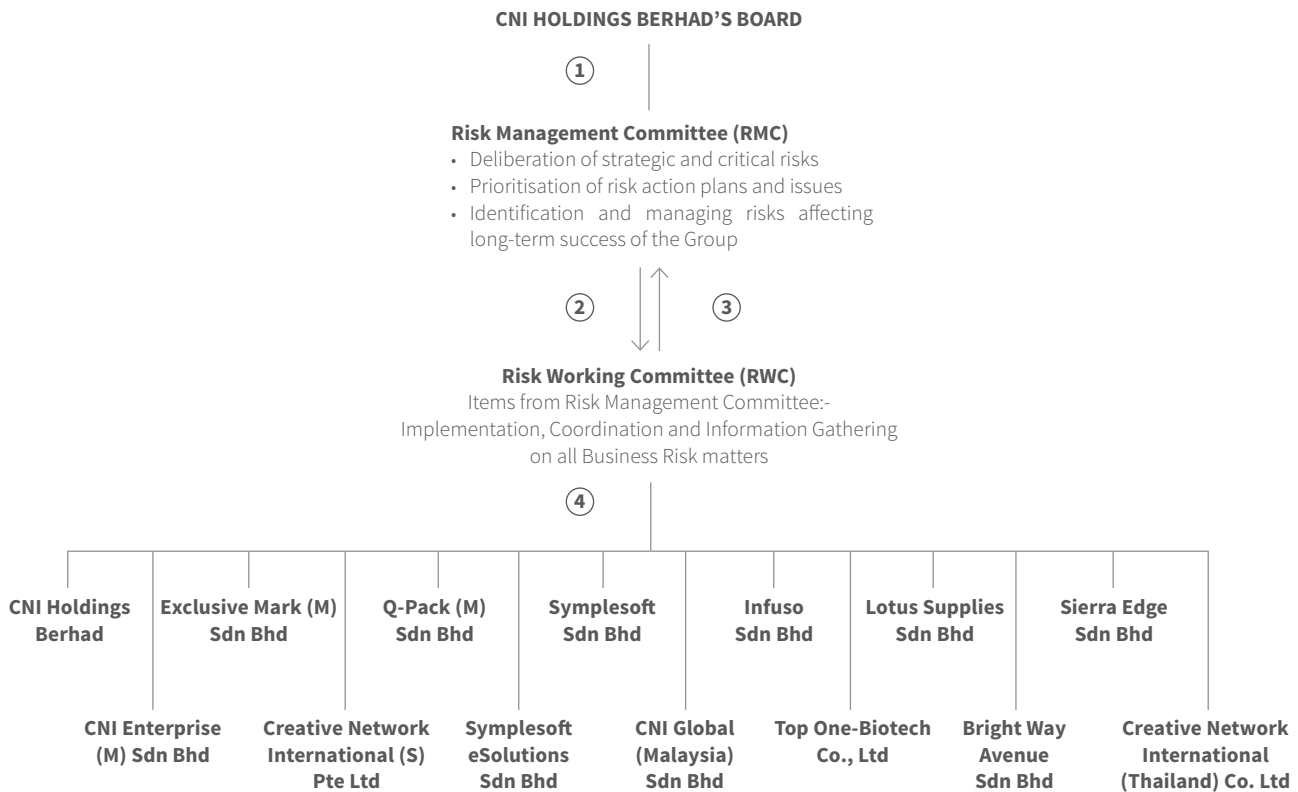 CNI HOLDINGS BERHAD’S BOARD
1
Risk Management Committee (RMC)
• Deliberation of strategic and critical risks
• Prioritisation of risk action plans and issues
• Identification and managing risks affecting
long-term success of the Group
2
3
Risk Working Committee (RWC)
Items from Risk Management Committee:-
Implementation, Coordination and Information Gathering
on all Business Risk matters
4
CNI Holdings
Berhad
Exclusive Mark (M)
Sdn Bhd
Q-Pack (M)
Sdn Bhd
Symplesoft
Sdn Bhd
Infuso
Sdn Bhd
Lotus Supplies
Sdn Bhd
Sierra Edge
Sdn Bhd
CNI Enterprise
(M) Sdn Bhd
Creative Network
International (S)
Pte Ltd
Symplesoft
eSolutions
Sdn Bhd
CNI Global
(Malaysia)
Sdn Bhd
Top One-Biotech
Co., Ltd
Bright Way
Avenue
Sdn Bhd
Creative Network
International
(Thailand) Co. Ltd